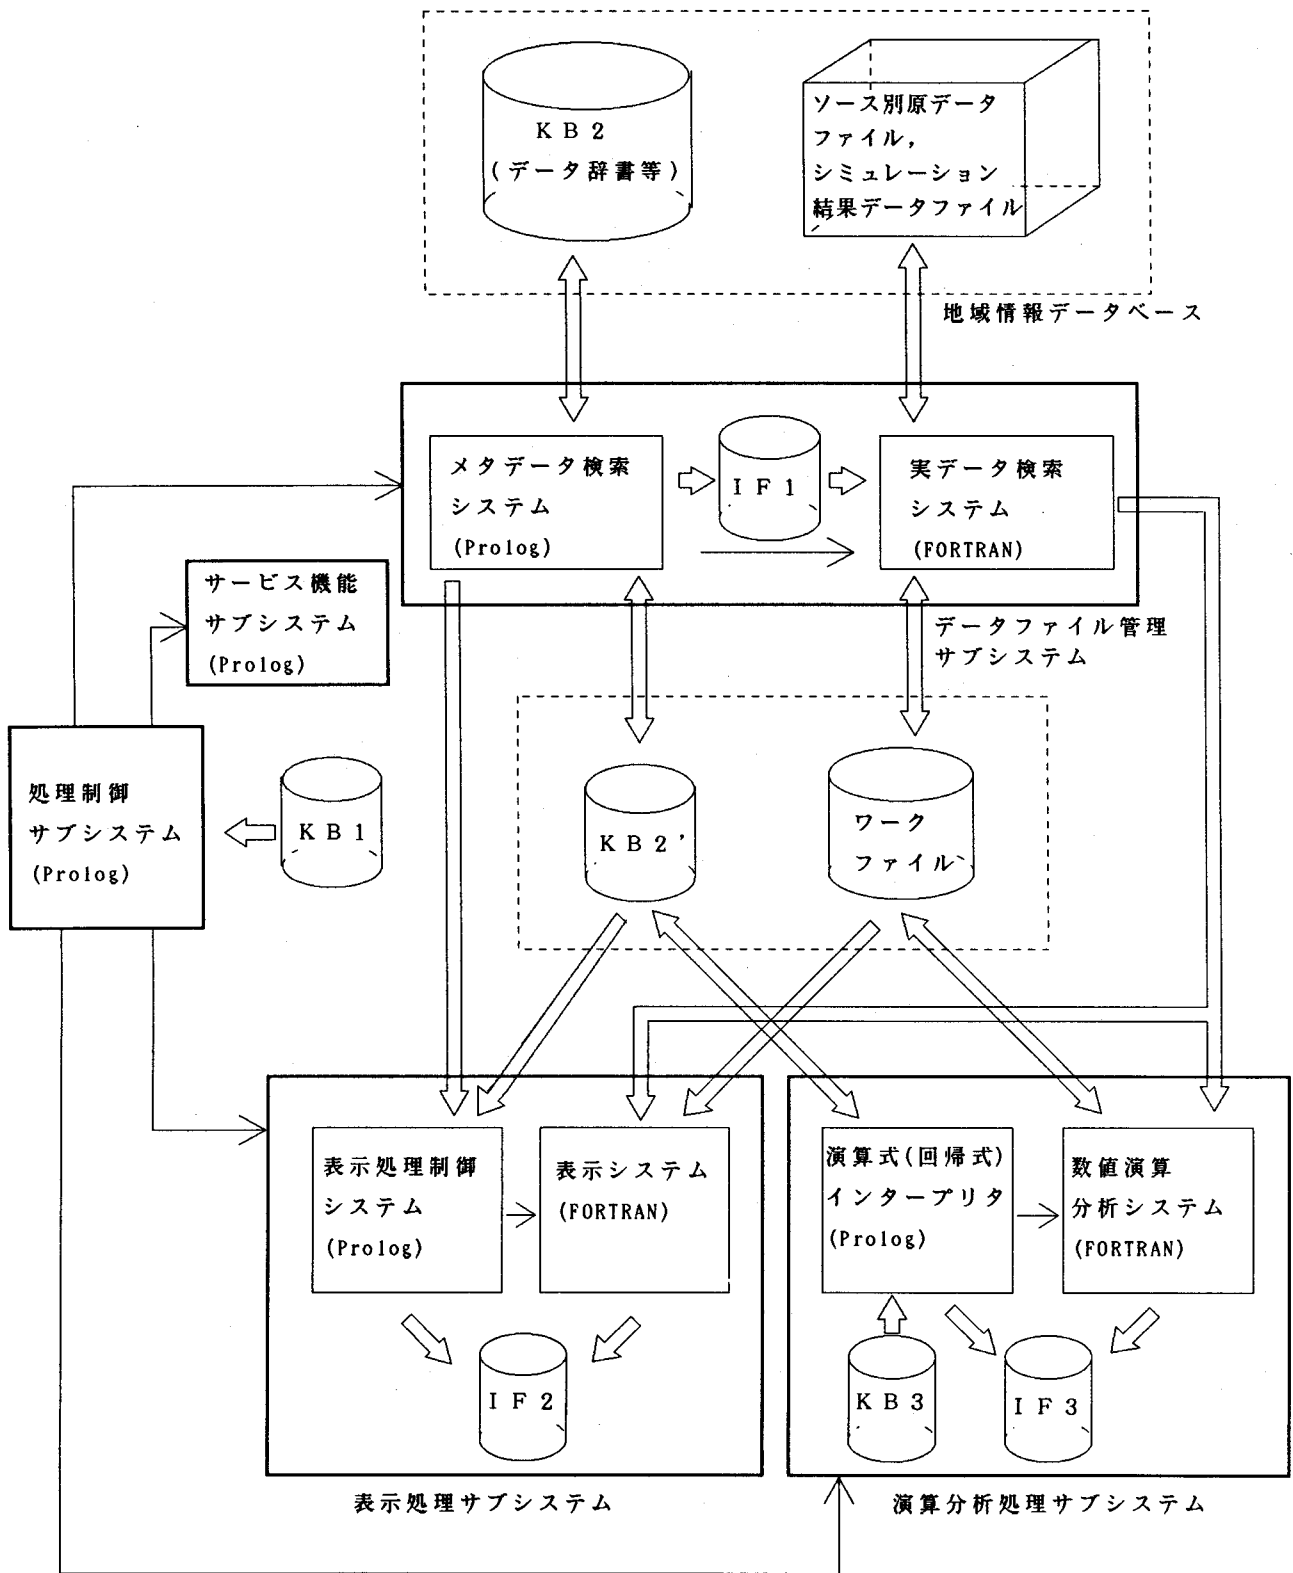 KB2
(データ辞書等)
ソース別原データ
ファイル,
シミュレーション
結果データファイル
地域情報データベース
メタデータ検索
システム
(Prolog)
IF1
実データ検索
システム
(FORTRAN)
サービス機能
サブシステム
(Prolog)
データファイル管理
サブシステム
処理制御
サブシステム
(Prolog)
KB1
KB2'
ワーク
ファイル
表示処理制御
システム
(Prolog)
表示システム
(FORTRAN)
演算式(回帰式)
インタープリタ
(Prolog)
数値演算
分析システム
(FORTRAN)
IF2
KB3
IF3
表示処理サブシステム
演算分析処理サブシステム